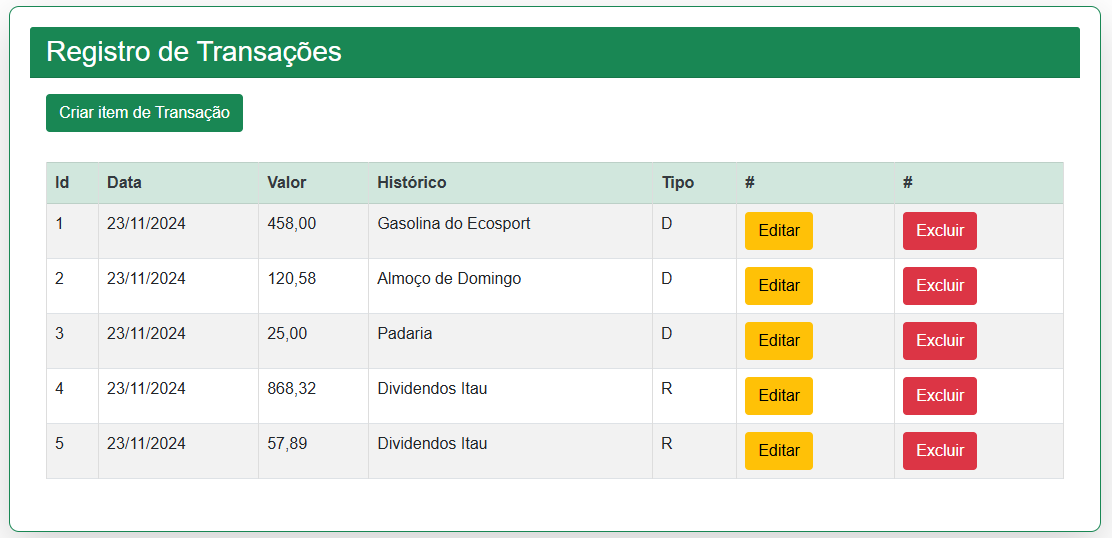 Registro de Transações
Criar item de Transação
Id Data Valor Histórico Tipo # #
1 23/11/2024 458,00 Gasolina do Ecosport D Editar Excluir
2 23/11/2024 120,58 Almoço de Domingo D Editar Excluir
3 23/11/2024 25,00 Padaria D Editar Excluir
4 23/11/2024 868,32 Dividendos Itau R Editar Excluir
5 23/11/2024 57,89 Dividendos Itau R Editar Excluir